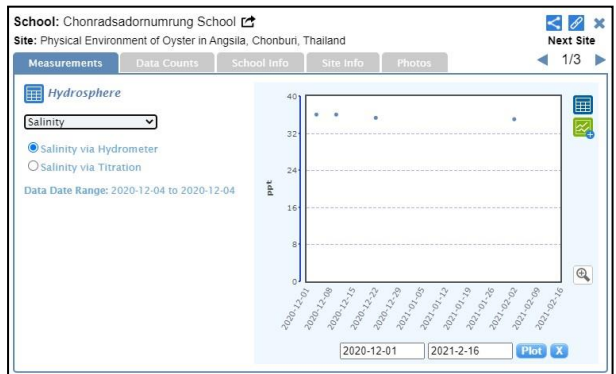 School: Chonradsadornumrung School
Site: Physical Environment of Oyster in Angsila, Chonburi, Thailand
Next Site
Measurements Data Counts School Info Site Info Photos
1/3
Hydrosphere
Salinity
Salinity via Hydrometer
Salinity via Titration
Data Date Range: 2020-12-04 to 2020-12-04
ppt
40
32
24
16
8
0
2020-12-01
2020-12-08
2020-12-15
2020-12-22
2020-12-29
2021-01-05
2021-01-12
2021-01-19
2021-01-26
2021-02-02
2021-02-09
2021-02-16
2020-12-01 2021-2-16 Plot X